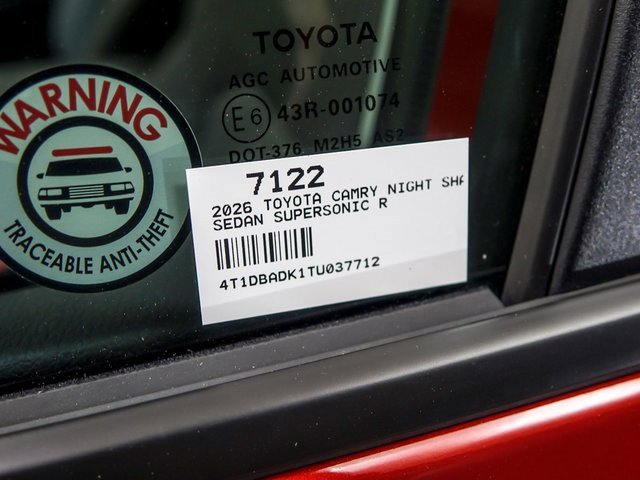 TOYOTA
AGC AUTOMOTIVE
E6 43R-001074
DOT-376 M2H5 AS2
WARNING
TRACEABLE ANTI-THEFT
7122
2026 TOYOTA CAMRY NIGHT SHA
SEDAN SUPERSONIC R
4T1DBADK1TU037712